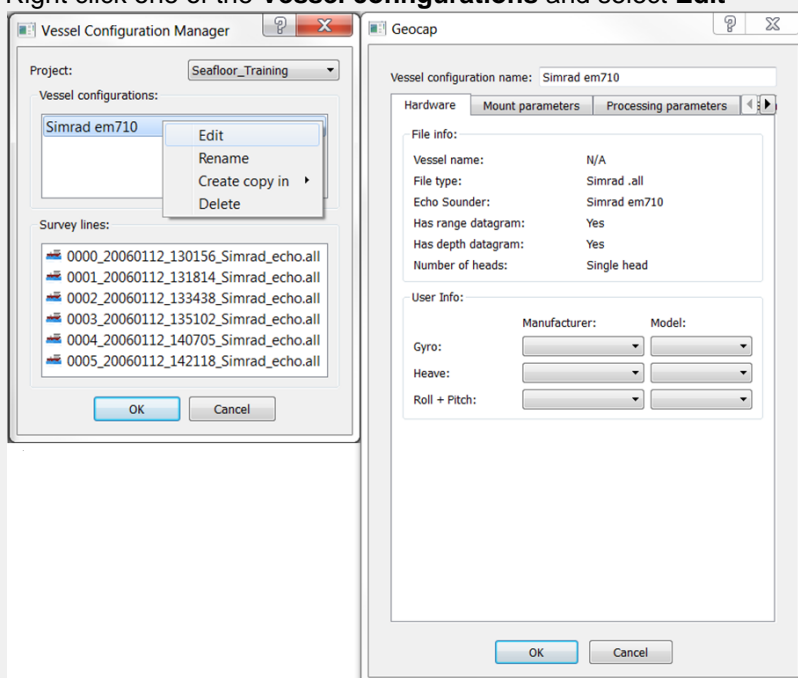 Right click one of the Vessel configurations and select Edit
Vessel Configuration Manager
Project:
Seafloor_Training
Vessel configurations:
Simrad em710
Edit
Rename
Create copy in
Delete
Survey lines:
0000_20060112_130156_Simrad_echo.all
0001_20060112_131814_Simrad_echo.all
0002_20060112_133438_Simrad_echo.all
0003_20060112_135102_Simrad_echo.all
0004_20060112_140705_Simrad_echo.all
0005_20060112_142118_Simrad_echo.all
OK Cancel
Geocap
Vessel configuration name: Simrad em710
Hardware Mount parameters Processing parameters
File info:
Vessel name: N/A
File type: Simrad .all
Echo Sounder: Simrad em710
Has range datagram: Yes
Has depth datagram: Yes
Number of heads: Single head
User Info:
Manufacturer: Model:
Gyro:
Heave:
Roll + Pitch:
OK Cancel